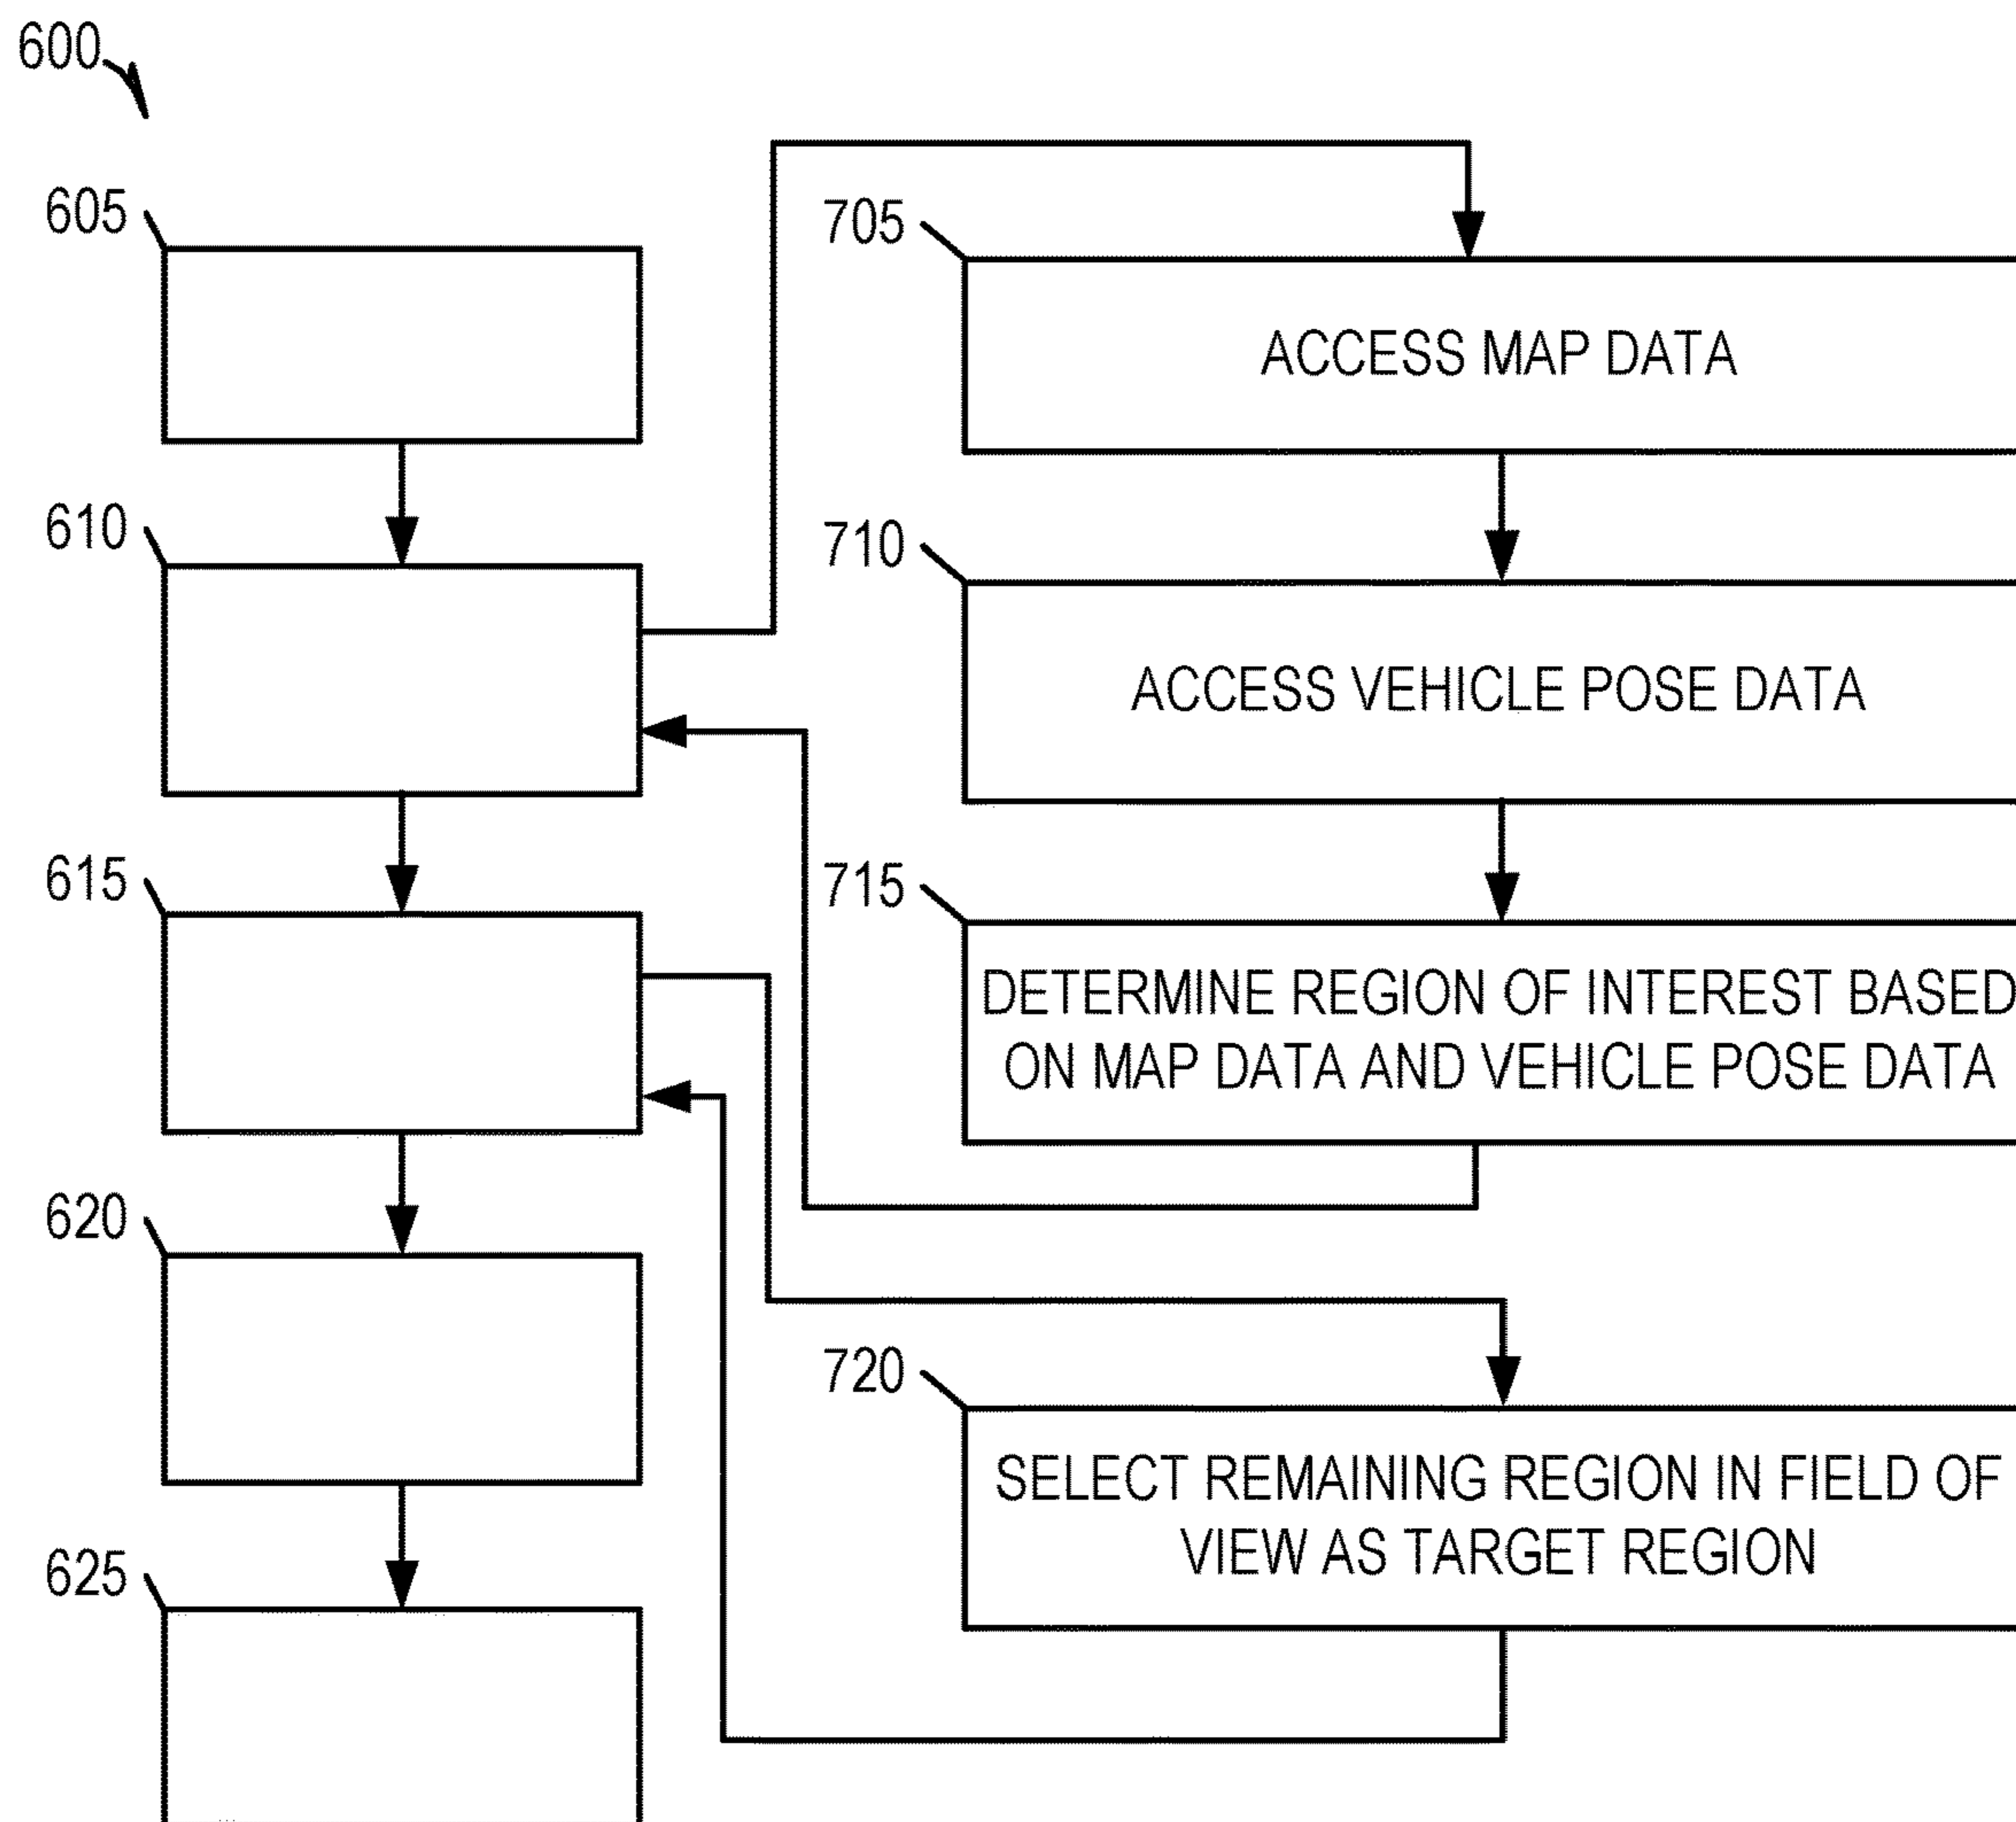 600
605
705
ACCESS MAP DATA
610
710
ACCESS VEHICLE POSE DATA
615
715
DETERMINE REGION OF INTEREST BASED
ON MAP DATA AND VEHICLE POSE DATA
620
720
SELECT REMAINING REGION IN FIELD OF
VIEW AS TARGET REGION
625